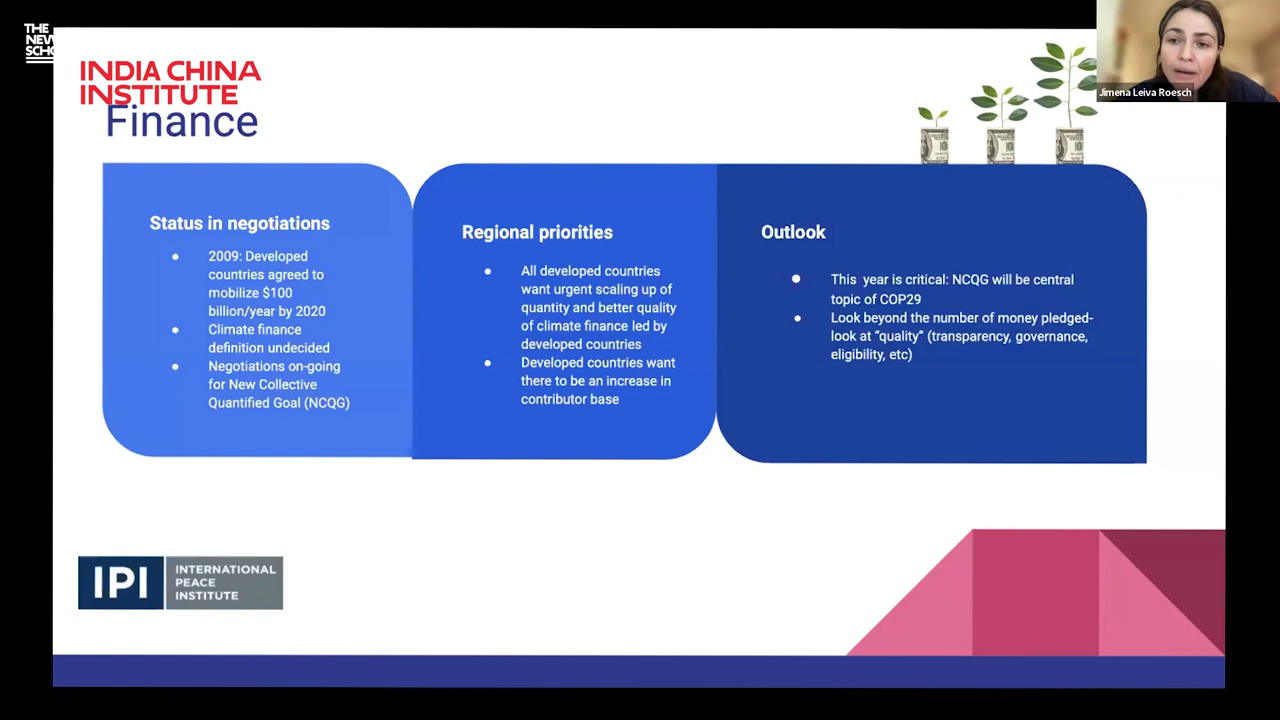 THE
NEW
SCHO
INDIA CHINA
INSTITUTE
Finance
Jimena Leiva Roesch
Status in negotiations
2009: Developed
countries agreed to
mobilize $100
billion/year by 2020
Climate finance
definition undecided
Negotiations on-going
for New Collective
Quantified Goal (NCQG)
Regional priorities
All developed countries
want urgent scaling up of
quantity and better quality
of climate finance led by
developed countries
Developed countries want
there to be an increase in
contributor base
Outlook
This year is critical: NCQG will be central
topic of COP29
Look beyond the number of money pledged-
look at “quality” (transparency, governance,
eligibility, etc)
IPI
INTERNATIONAL
PEACE
INSTITUTE